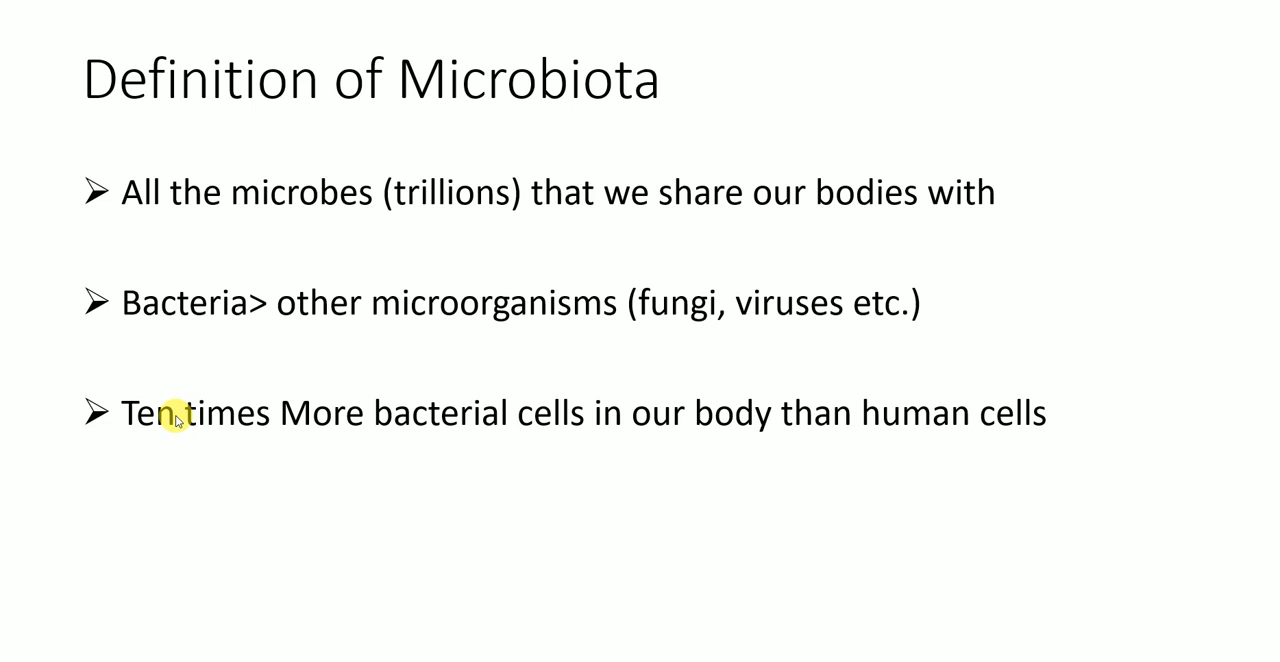 Definition of Microbiota
➢ All the microbes (trillions) that we share our bodies with
➢ Bacteria> other microorganisms (fungi, viruses etc.)
➢ Ten times More bacterial cells in our body than human cells